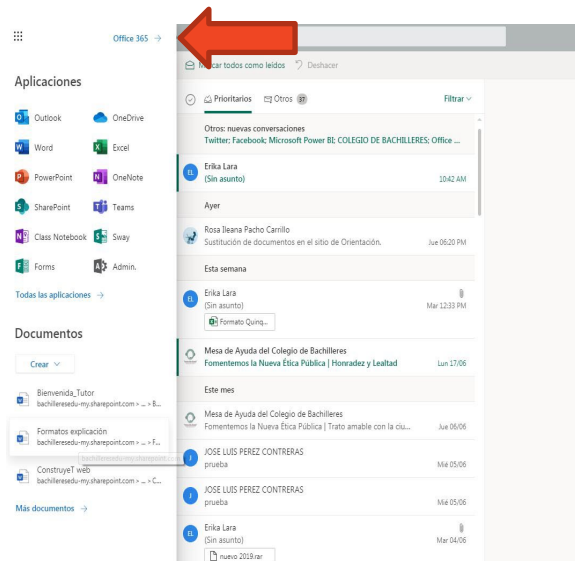 Office 365 →
Aplicaciones
Outlook
OneDrive
Word
Excel
PowerPoint
OneNote
SharePoint
Teams
Class Notebook
Sway
Forms
Admin.
Todas las aplicaciones →
Documentos
Crear
Bienvenida_Tutor
bachilleresedu-my.sharepoint.com > ... > B...
Formatos explicación
bachilleresedu-my.sharepoint.com > ... > F...
bachilleresedu-my.sharepoint.com
ConstruyeT web
bachilleresedu-my.sharepoint.com > ... > C...
Más documentos →
todos como leídos
Deshacer
Prioritarios
Otros 37
Filtrar
Otros: nuevas conversaciones
Twitter; Facebook; Microsoft Power BI; COLEGIO DE BACHILLERES; Office ...
EL
Erika Lara
(Sin asunto)
10:42 AM
Ayer
Rosa Ileana Pacho Carrillo
Sustitución de documentos en el sitio de Orientación.
Jue 06:20 PM
Esta semana
EL
Erika Lara
(Sin asunto)
Mar 12:33 PM
Formato Quinq...
Mesa de Ayuda del Colegio de Bachilleres
Fomentemos la Nueva Ética Pública | Honradez y Lealtad
Lun 17/06
Este mes
Mesa de Ayuda del Colegio de Bachilleres
Fomentemos la Nueva Ética Pública | Trato amable con la ciu...
Jue 06/06
J
JOSE LUIS PEREZ CONTRERAS
prueba
Mié 05/06
J
JOSE LUIS PEREZ CONTRERAS
prueba
Mié 05/06
EL
Erika Lara
(Sin asunto)
Mar 04/06
nuevo 2019.rar